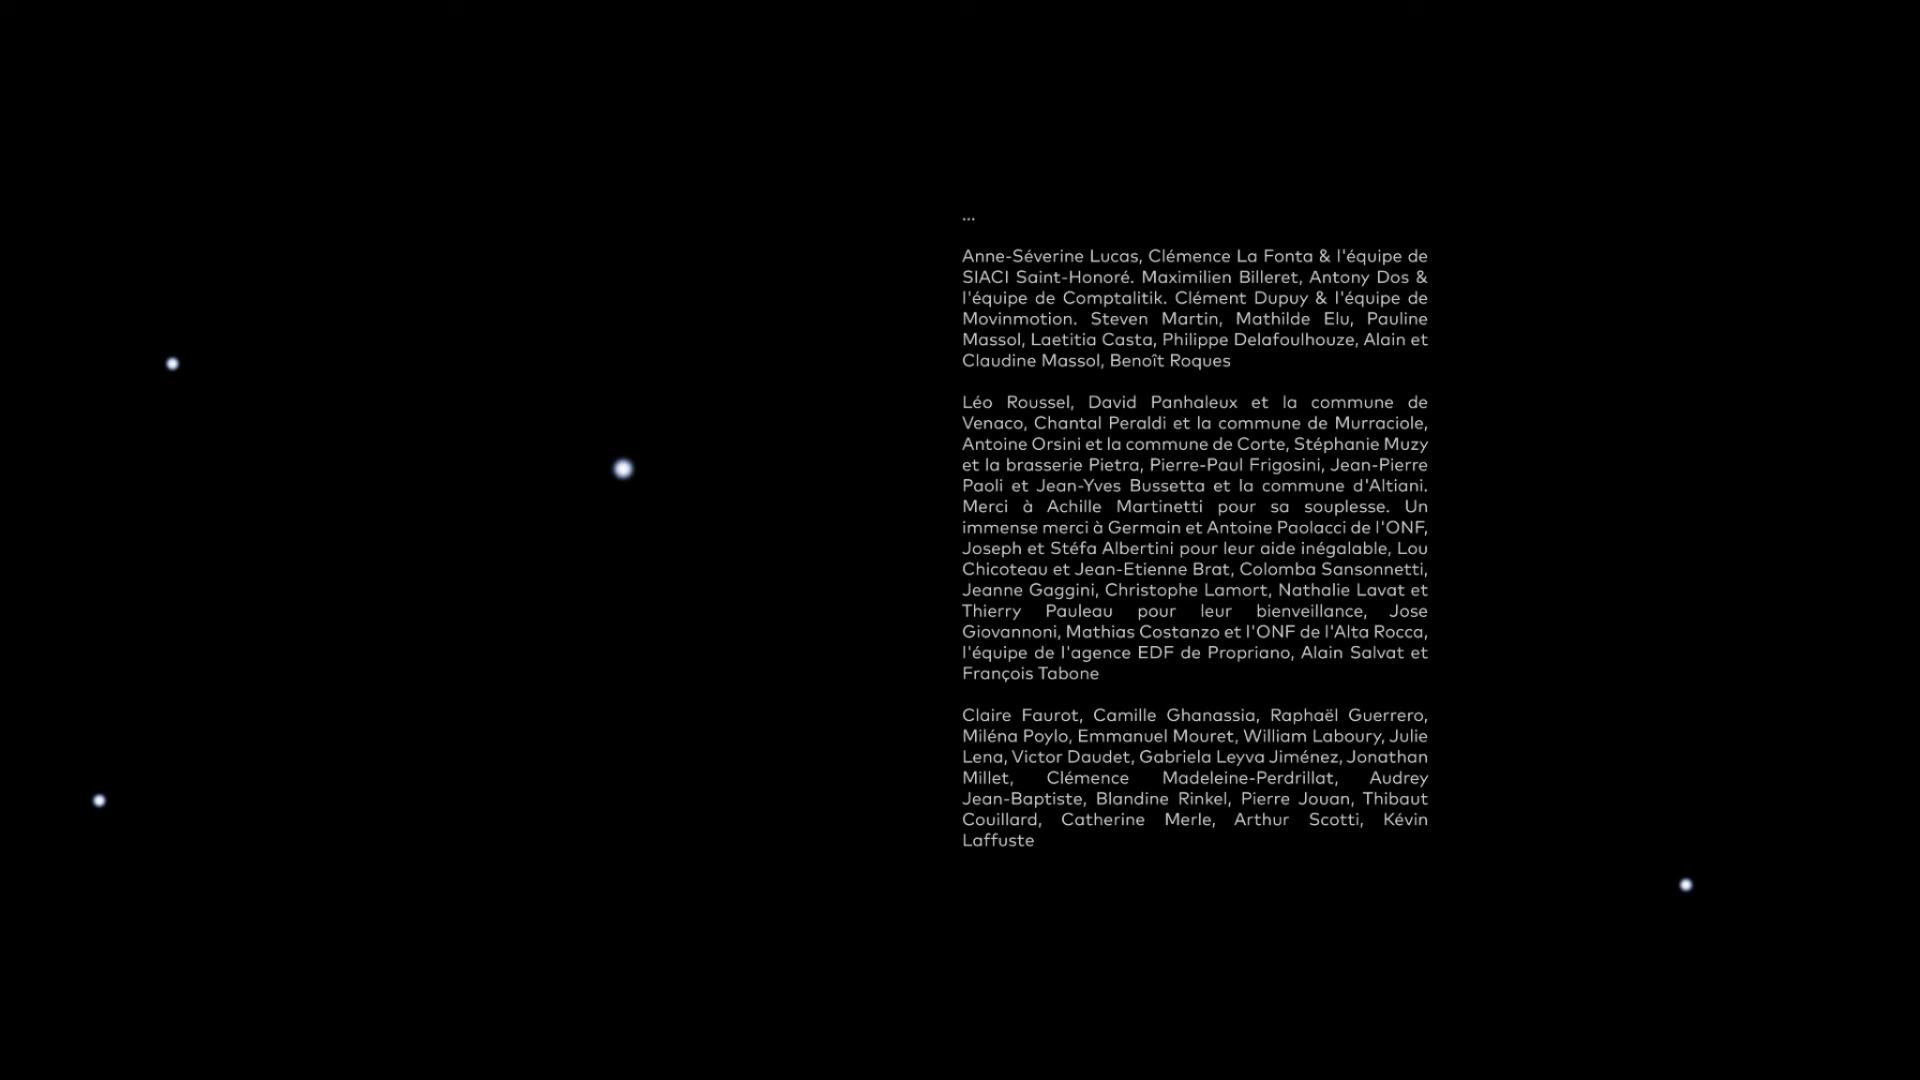 ...
Anne-Séverine Lucas, Clémence La Fonta & l'équipe de
SIACI Saint-Honoré. Maximilien Billeret, Antony Dos &
l'équipe de Comptalitik. Clément Dupuy & l'équipe de
Movinmotion. Steven Martin, Mathilde Elu, Pauline
Massol, Laetitia Casta, Philippe Delafoulhouze, Alain et
Claudine Massol, Benoît Roques
Léo Roussel, David Panhaleux et la commune de
Venaco, Chantal Peraldi et la commune de Murraciole,
Antoine Orsini et la commune de Corte, Stéphanie Muzy
et la brasserie Pietra, Pierre-Paul Frigosini, Jean-Pierre
Paoli et Jean-Yves Bussetta et la commune d'Altiani.
Merci à Achille Martinetti pour sa souplesse. Un
immense merci à Germain et Antoine Paolacci de l'ONF,
Joseph et Stéfa Albertini pour leur aide inégalable, Lou
Chicoteau et Jean-Etienne Brat, Colomba Sansonnetti,
Jeanne Gaggini, Christophe Lamort, Nathalie Lavat et
Thierry Pauleau pour leur bienveillance, Jose
Giovannoni, Mathias Costanzo et l'ONF de l'Alta Rocca,
l'équipe de l'agence EDF de Propriano, Alain Salvat et
François Tabone
Claire Faurot, Camille Ghanassia, Raphaël Guerrero,
Miléna Poylo, Emmanuel Mouret, William Laboury, Julie
Lena, Victor Daudet, Gabriela Leyva Jiménez, Jonathan
Millet, Clémence Madeleine-Perdrillat, Audrey
Jean-Baptiste, Blandine Rinkel, Pierre Jouan, Thibaut
Couillard, Catherine Merle, Arthur Scotti, Kévin
Laffuste